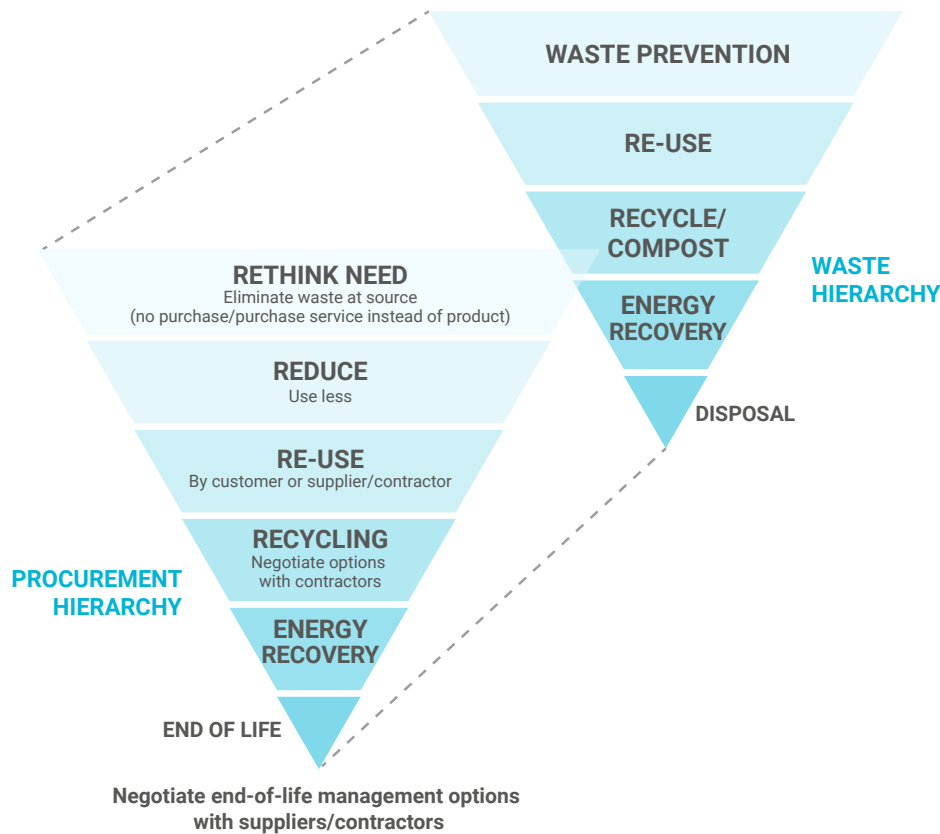 WASTE PREVENTION
RE-USE
RECYCLE/
COMPOST
ENERGY
RECOVERY
DISPOSAL
WASTE
HIERARCHY
RETHINK NEED
Eliminate waste at source
(no purchase/purchase service instead of product)
REDUCE
Use less
RE-USE
By customer or supplier/contractor
RECYCLING
Negotiate options
with contractors
ENERGY
RECOVERY
END OF LIFE
PROCUREMENT
HIERARCHY
Negotiate end-of-life management options
with suppliers/contractors